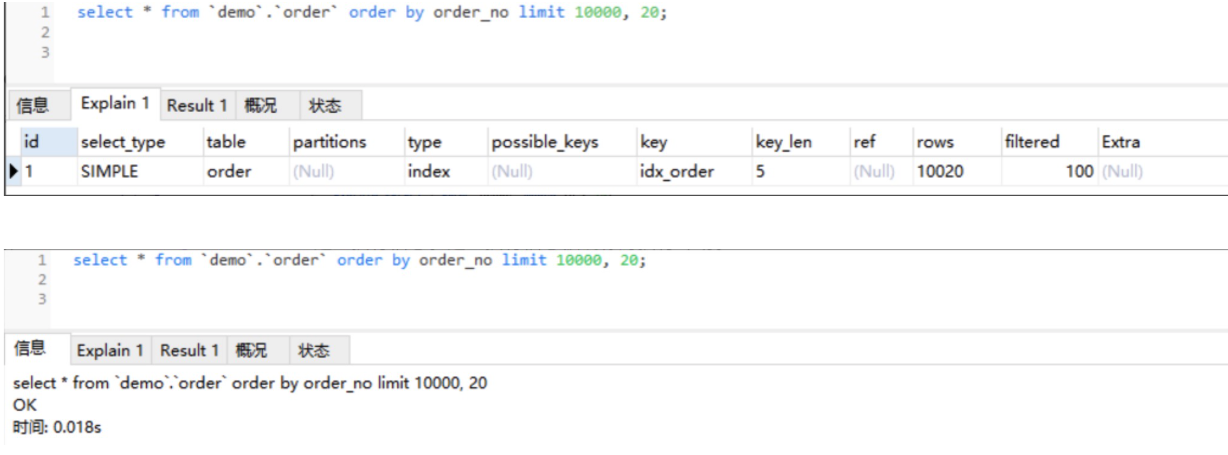 1 select * from `demo`.`order` order by order_no limit 10000, 20;
2
3
信息 Explain 1 Result 1 概况 状态
id select_type table partitions type possible_keys key key_len ref rows filtered Extra
1 SIMPLE order (Null) index (Null) idx_order 5 (Null) 10020 100 (Null)
1 select * from `demo`.`order` order by order_no limit 10000, 20;
2
3
信息 Explain 1 Result 1 概况 状态
select * from `demo`.`order` order by order_no limit 10000, 20
OK
时间: 0.018s